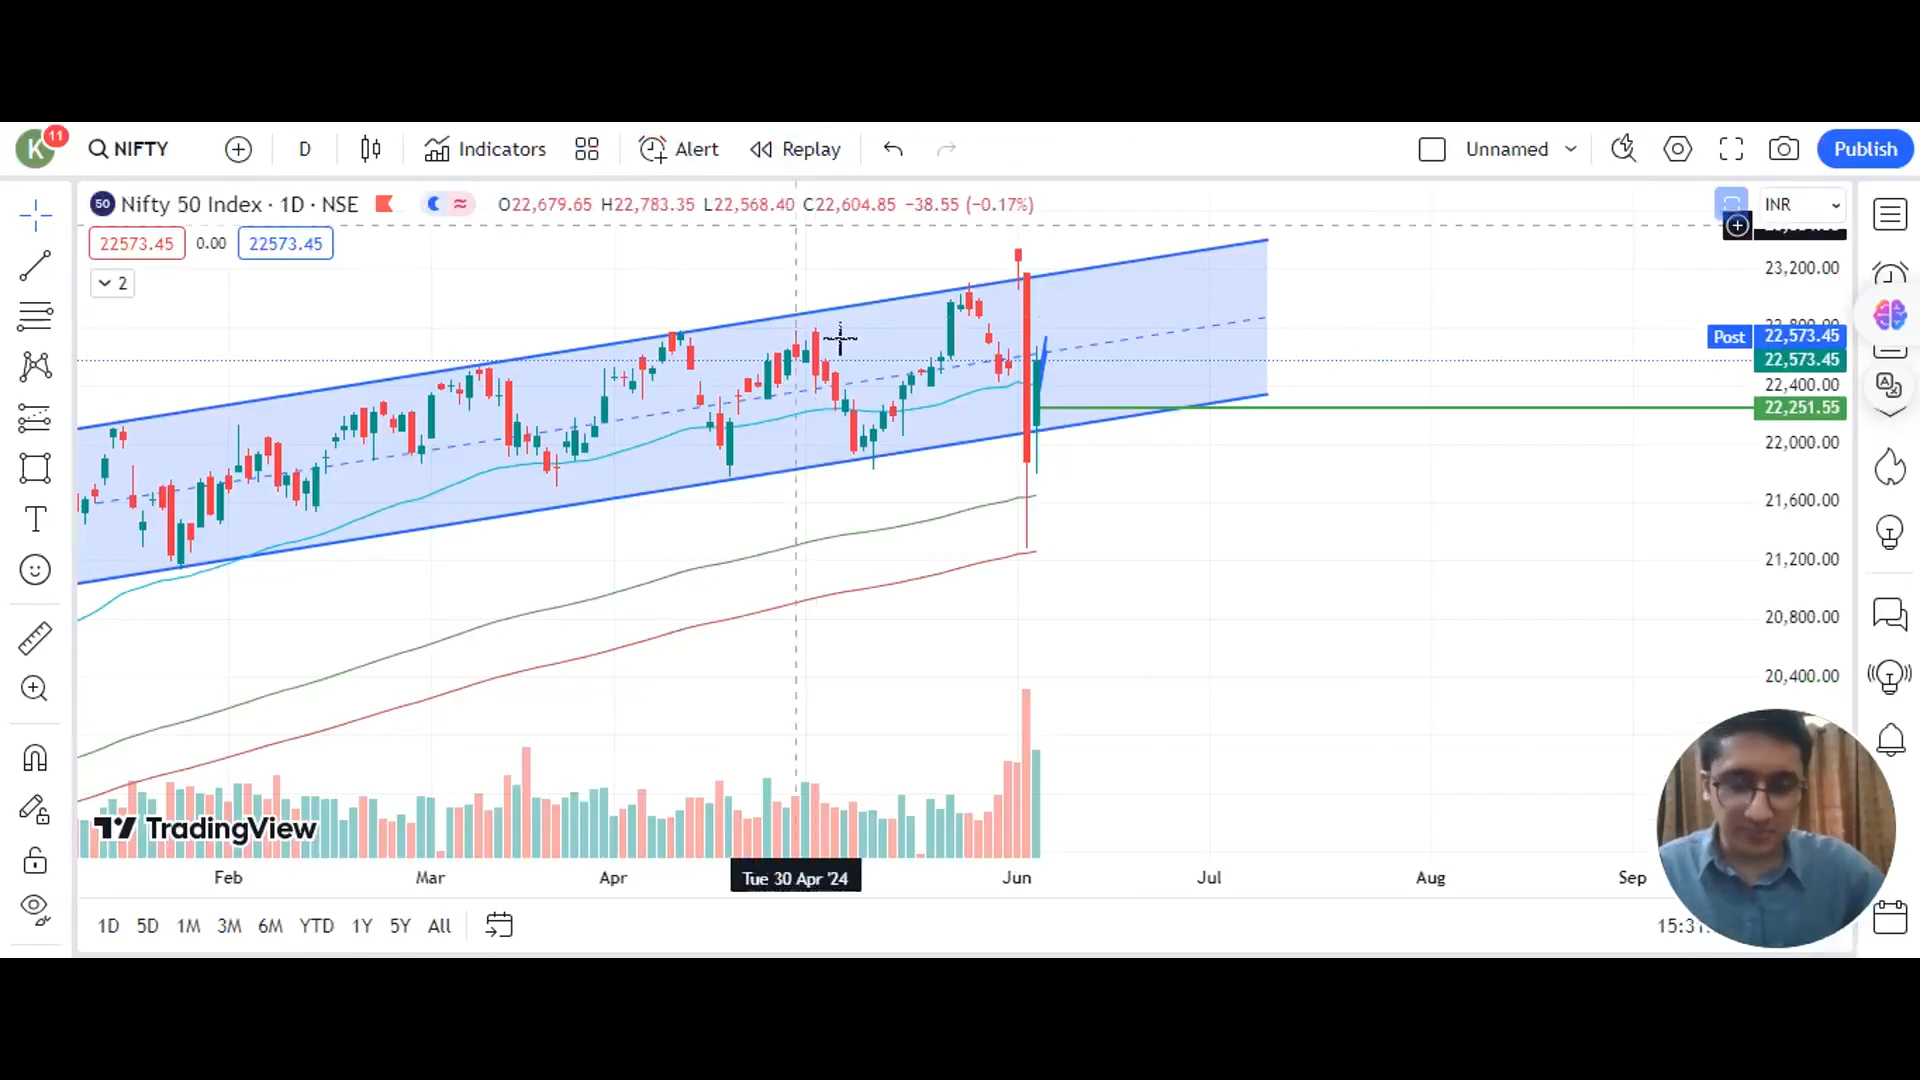 K 11 NIFTY D Indicators Alert Replay Unnamed Publish
50 Nifty 50 Index · 1D · NSE O22,679.65 H22,783.35 L22,568.40 C22,604.85 −38.55 (−0.17%) INR
22573.45 0.00 22573.45
2
23,200.00
Post 22,573.45
22,573.45
22,400.00
22,251.55
22,000.00
21,600.00
21,200.00
20,800.00
20,400.00
TradingView
Feb Mar Apr Tue 30 Apr '24 Jun Jul Aug Sep
1D 5D 1M 3M 6M YTD 1Y 5Y All 15:31